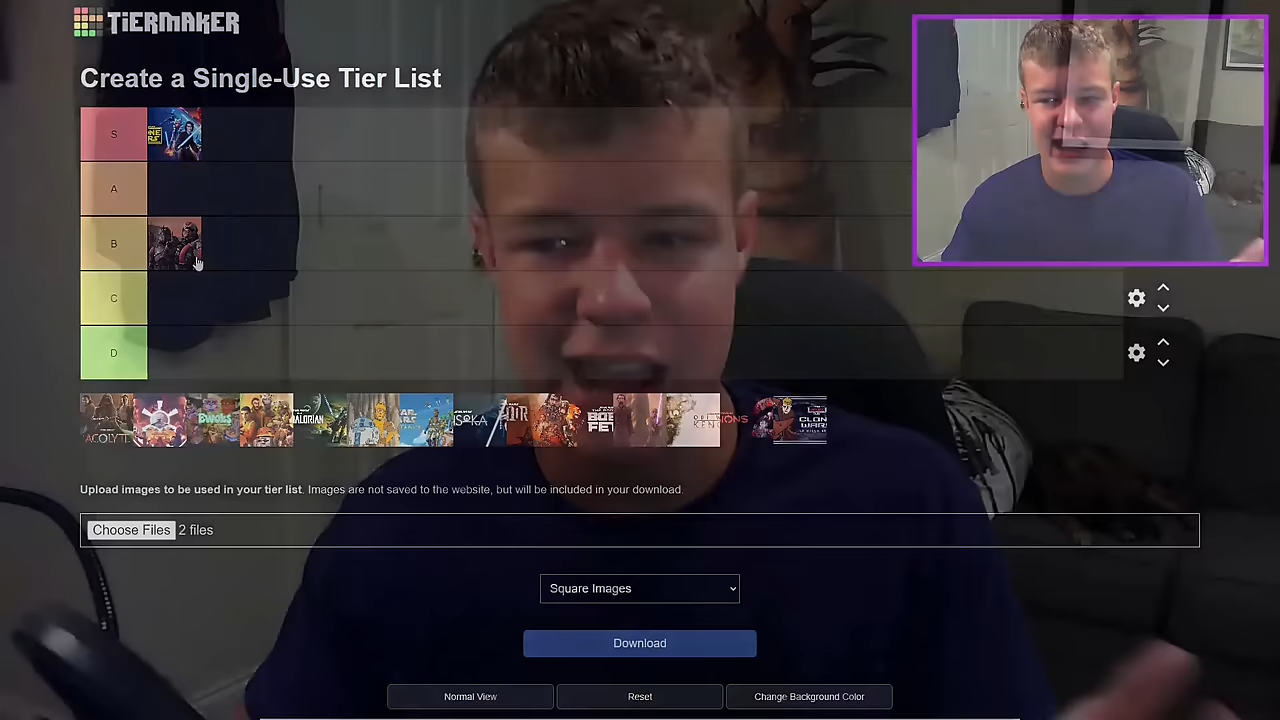 TiERMAKER
Create a Single-Use Tier List
S
A
B
C
D
ACOLYTE
Ewoks
Upload images to be used in your tier list. Images are not saved to the website, but will be included in your download.
Choose Files 2 files
Square Images
Download
Normal View
Reset
Change Background Color